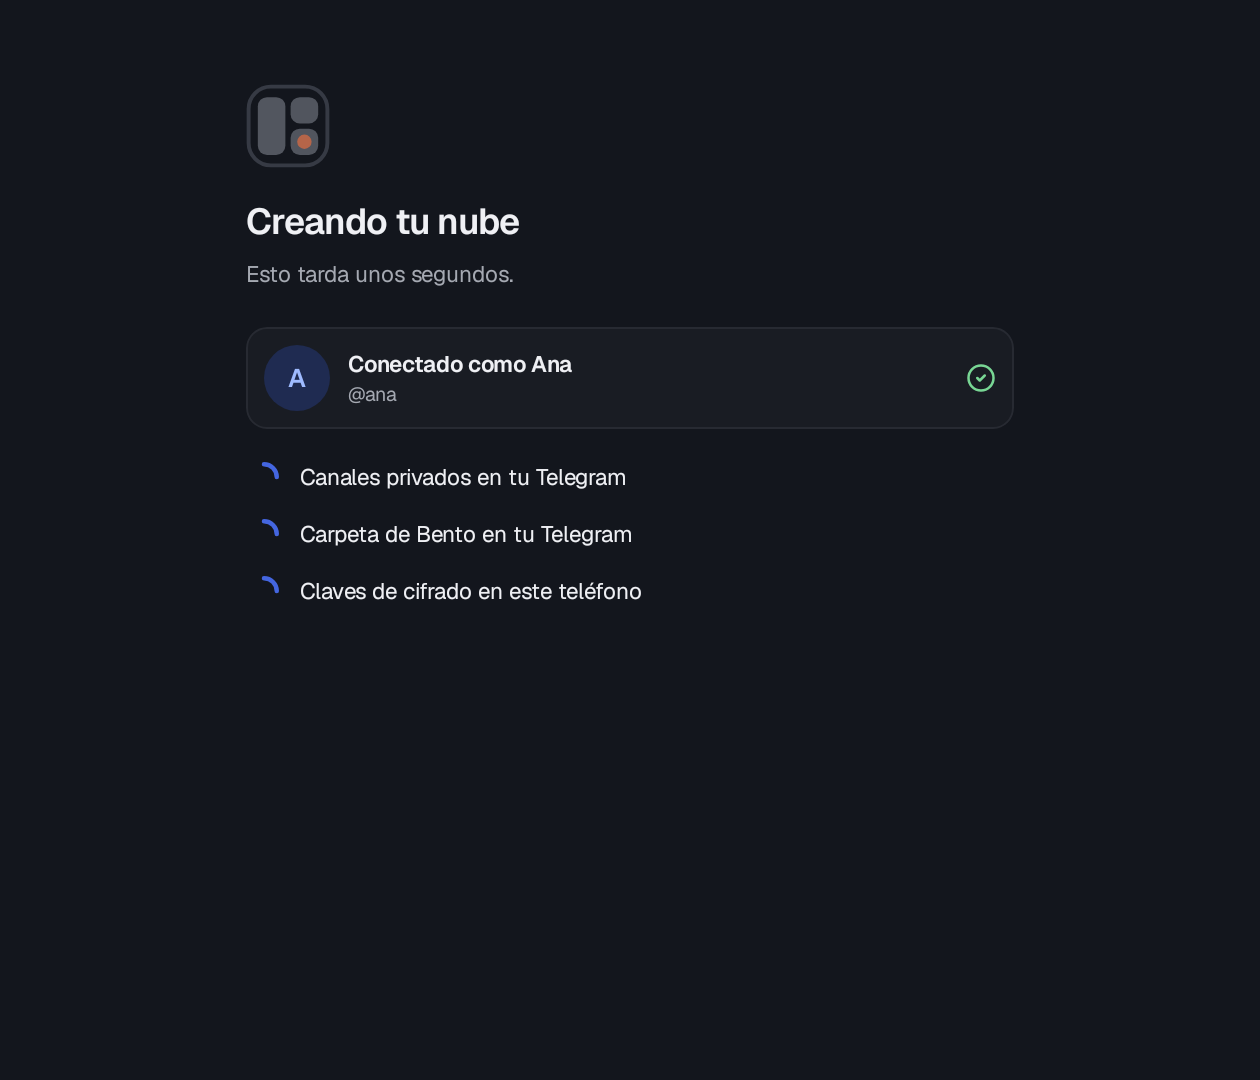 Creando tu nube
Esto tarda unos segundos.
A
Conectado como Ana
@ana
Canales privados en tu Telegram
Carpeta de Bento en tu Telegram
Claves de cifrado en este teléfono